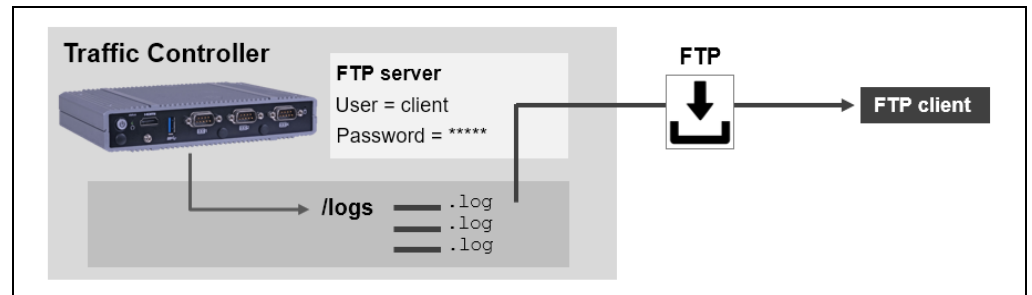 Traffic Controller
FTP server
User = client
Password = *****
FTP
FTP client
/logs
.log
.log
.log